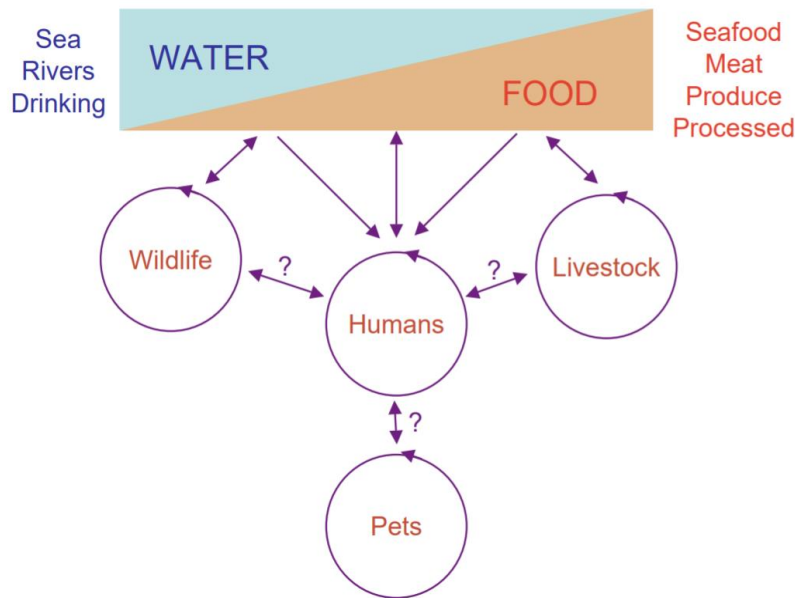 Sea
Rivers
Drinking
WATER
FOOD
Seafood
Meat
Produce
Processed
Wildlife
?
Humans
?
Livestock
?
Pets